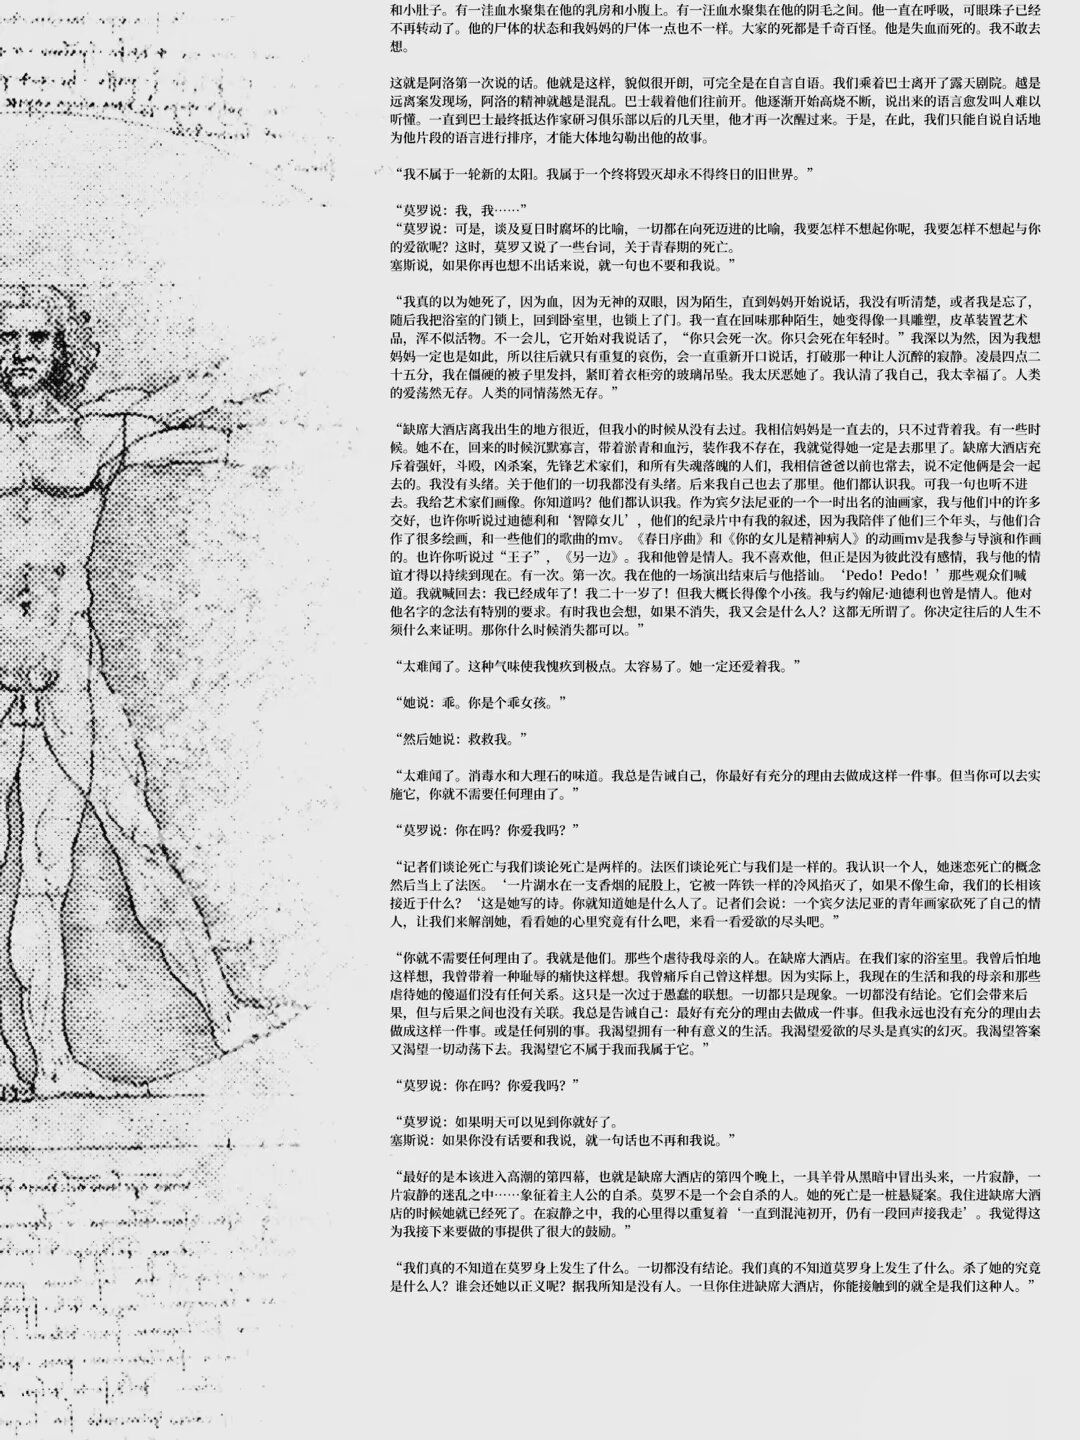 和小肚子。有一洼血水聚集在他的乳房和小腹上。有一汪血水聚集在他的阴毛之间。他一直在呼吸，可眼珠子已经
不再转动了。他的尸体的状态和我妈妈的尸体一点也不一样。大家的死都是千奇百怪。他是失血而死的。我不敢去
想。
这就是阿洛第一次说的话。他就是这样，貌似很开朗，可完全是在自言自语。我们乘着巴士离开了露天剧院。越是
远离案发现场，阿洛的精神就越是混乱。巴士载着他们往前开。他逐渐开始高烧不断，说出来的语言愈发叫人难以
听懂。一直到巴士最终抵达作家研习俱乐部以后的几天里，他才再一次醒过来。于是，在此，我们只能自说自话地
为他片段的语言进行排序，才能大体地勾勒出他的故事。
“我不属于一轮新的太阳。我属于一个终将毁灭却永不得终日的旧世界。”
“莫罗说：我，我……”
“莫罗说：可是，谈及夏日时腐坏的比喻，一切都在向死迈进的比喻，我要怎样不想起你呢，我要怎样不想起与你
的爱欲呢？这时，莫罗又说了一些台词，关于青春期的死亡。
塞斯说，如果你再也想不出话来说，就一句也不要和我说。”
“我真的以为她死了，因为血，因为无神的双眼，因为陌生，直到妈妈开始说话，我没有听清楚，或者我是忘了，
随后我把浴室的门锁上，回到卧室里，也锁上了门。我一直在回味那种陌生，她变得像一具雕塑，皮革装置艺术
品，浑不似活物。不一会儿，它开始对我说话了，“你只会死一次。你只会死在年轻时。”我深以为然，因为我想
妈妈一定也是如此，所以往后就只有重复的哀伤，会一直重新开口说话，打破那一种让人沉醉的寂静。凌晨四点二
十五分，我在僵硬的被子里发抖，紧盯着衣柜旁的玻璃吊坠。我太厌恶她了。我认清了我自己，我太幸福了。人类
的爱荡然无存。人类的同情荡然无存。”
“缺席大酒店离我出生的地方很近，但我小的时候从没有去过。我相信妈妈是一直去的，只不过背着我。有一些时
候。她不在，回来的时候沉默寡言，带着淤青和血污，装作我不存在，我就觉得她一定是去那里了。缺席大酒店充
斥着强奸，斗殴，凶杀案，先锋艺术家们，和所有失魂落魄的人们，我相信爸爸以前也常去，说不定他俩是会一起
去的。我没有头绪。关于他们的一切我都没有头绪。后来我自己也去了那里。他们都认识我。可我一句也听不进
去。我给艺术家们画像。你知道吗？他们都认识我。作为宾夕法尼亚的一个一时出名的油画家，我与他们中的许多
交好，也许你听说过迪德利和‘智障女儿’，他们的纪录片中有我的叙述，因为我陪伴了他们三个年头，与他们合
作了很多绘画，和一些他们的歌曲的mv。《春日序曲》和《你的女儿是精神病人》的动画mv是我参与导演和作画
的。也许你听说过“王子”，《另一边》。我和他曾是情人。我不喜欢他，但正是因为彼此没有感情，我与他的情
谊才得以持续到现在。有一次。第一次。我在他的一场演出结束后与他搭讪。‘Pedo！Pedo！’那些观众们喊
道。我就喊回去：我已经成年了！我二十一岁了！但我大概长得像个小孩。我与约翰尼·迪德利也曾是情人。他对
他名字的念法有特别的要求。有时我也会想，如果不消失，我又会是什么人？这都无所谓了。你决定往后的人生不
须什么来证明。那你什么时候消失都可以。”
“太难闻了。这种气味使我愧疚到极点。太容易了。她一定还爱着我。”
“她说：乖。你是个乖女孩。”
“然后她说：救救我。”
“太难闻了。消毒水和大理石的味道。我总是告诫自己，你最好有充分的理由去做成这样一件事。但当你可以去实
施它，你就不需要任何理由了。”
“莫罗说：你在吗？你爱我吗？”
“记者们谈论死亡与我们谈论死亡是两样的。法医们谈论死亡与我们是一样的。我认识一个人，她迷恋死亡的概念
然后当上了法医。‘一片湖水在一支香烟的屁股上，它被一阵铁一样的冷风掐灭了，如果不像生命，我们的长相该
接近于什么？‘这是她写的诗。你就知道她是什么人了。记者们会说：一个宾夕法尼亚的青年画家砍死了自己的情
人，让我们来解剖她，看看她的心里究竟有什么吧，来看一看爱欲的尽头吧。”
“你就不需要任何理由了。我就是他们。那些个虐待我母亲的人。在缺席大酒店。在我们家的浴室里。我曾后怕地
这样想，我曾带着一种耻辱的痛快这样想。我曾痛斥自己曾这样想。因为实际上，我现在的生活和我的母亲和那些
虐待她的傻逼们没有任何关系。这只是一次过于愚蠢的联想。一切都只是现象。一切都没有结论。它们会带来后
果，但与后果之间也没有关联。我总是告诫自己：最好有充分的理由去做成一件事。但我永远也没有充分的理由去
做成这样一件事。或是任何别的事。我渴望拥有一种有意义的生活。我渴望爱欲的尽头是真实的幻灭。我渴望答案
又渴望一切动荡下去。我渴望它不属于我而我属于它。”
“莫罗说：你在吗？你爱我吗？”
“莫罗说：如果明天可以见到你就好了。
塞斯说：如果你没有话要和我说，就一句话也不再和我说。”
“最好的是本该进入高潮的第四幕，也就是缺席大酒店的第四个晚上，一具羊骨从黑暗中冒出头来，一片寂静，一
片寂静的迷乱之中……象征着主人公的自杀。莫罗不是一个会自杀的人。她的死亡是一桩悬疑案。我住进缺席大酒
店的时候她就已经死了。在寂静之中，我的心里得以重复着‘一直到混沌初开，仍有一段回声接我走’。我觉得这
为我接下来要做的事提供了很大的鼓励。”
“我们真的不知道在莫罗身上发生了什么。一切都没有结论。我们真的不知道莫罗身上发生了什么。杀了她的究竟
是什么人？谁会还她以正义呢？据我所知是没有人。一旦你住进缺席大酒店，你能接触到的就全是我们这种人。”